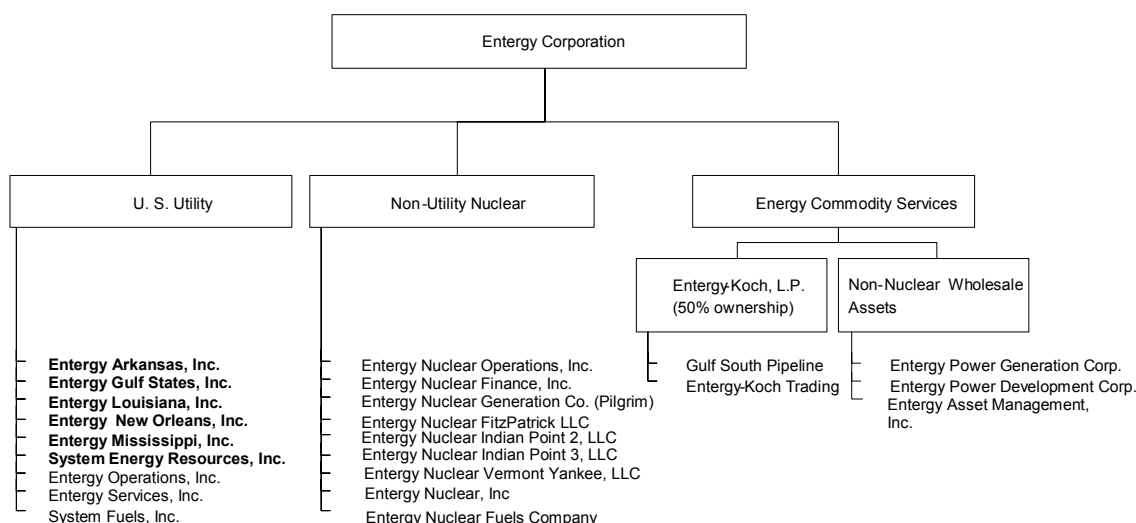 Entergy Corporation
U. S. Utility
Non-Utility Nuclear
Energy Commodity Services
Entergy-Koch, L.P.
(50% ownership)
Non-Nuclear Wholesale
Assets
Entergy Arkansas, Inc.
Entergy Gulf States, Inc.
Entergy Louisiana, Inc.
Entergy New Orleans, Inc.
Entergy Mississippi, Inc.
System Energy Resources, Inc.
Entergy Operations, Inc.
Entergy Services, Inc.
System Fuels, Inc.
Entergy Nuclear Operations, Inc.
Entergy Nuclear Finance, Inc.
Entergy Nuclear Generation Co. (Pilgrim)
Entergy Nuclear FitzPatrick LLC
Entergy Nuclear Indian Point 2, LLC
Entergy Nuclear Indian Point 3, LLC
Entergy Nuclear Vermont Yankee, LLC
Entergy Nuclear, Inc
Entergy Nuclear Fuels Company
Gulf South Pipeline
Entergy-Koch Trading
Entergy Power Generation Corp.
Entergy Power Development Corp.
Entergy Asset Management,
Inc.